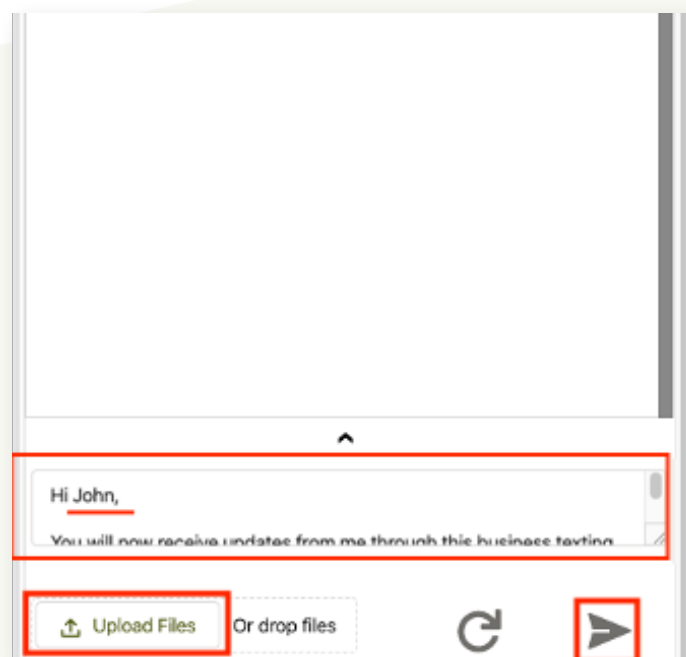 Hi John,
You will now receive updates from me through this business texting
Upload Files
Or drop files